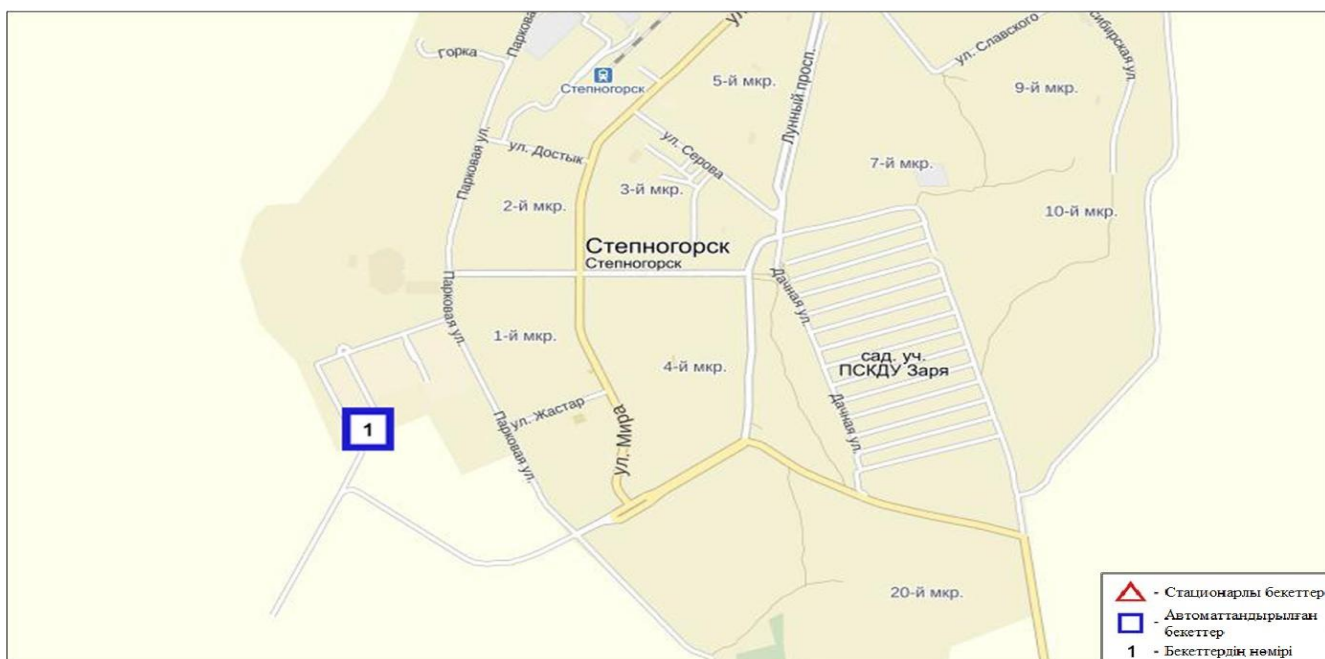 Паркова
ул
Горка
Степногорск
5-й мкр.
Лунный просп.
ул. Славского
сибирская ул.
9-й мкр.
Парковая ул.
ул. Достык
ул. Серова
3-й мкр.
7-й мкр.
2-й мкр.
10-й мкр.
Степногорск
Степногорск
Парковая ул.
Дачная ул.
1-й мкр.
4-й мкр.
сад. уч.
ПСКДУ Заря
ул. Жастар
ул. Мира
Парковая ул.
Дачная ул.
1
20-й мкр.
- Стационарлы бекеттер
- Автоматтандырылған
бекеттер
1 - Бекеттердің нөмірі